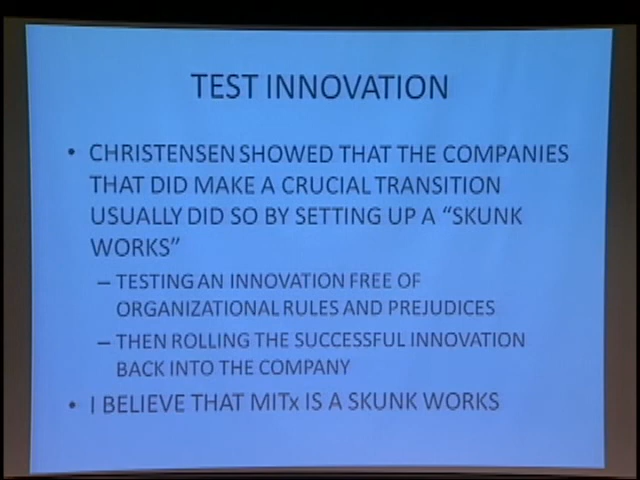 TEST INNOVATION
• CHRISTENSEN SHOWED THAT THE COMPANIES
THAT DID MAKE A CRUCIAL TRANSITION
USUALLY DID SO BY SETTING UP A “SKUNK
WORKS”
– TESTING AN INNOVATION FREE OF
ORGANIZATIONAL RULES AND PREJUDICES
– THEN ROLLING THE SUCCESSFUL INNOVATION
BACK INTO THE COMPANY
• I BELIEVE THAT MITx IS A SKUNK WORKS